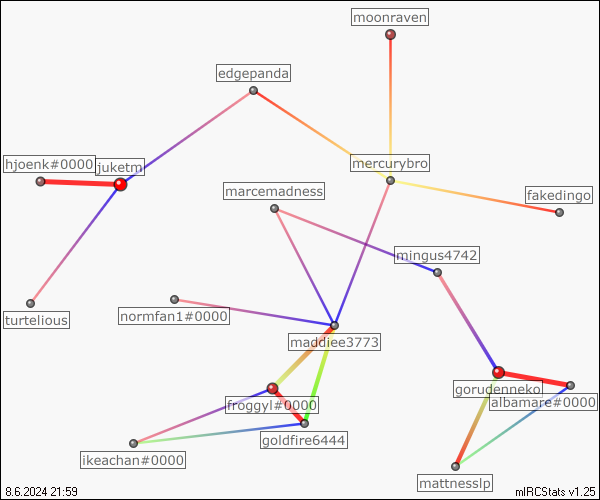 moonraven
edgepanda
mercurybro
hjoenk#0000
juketm
marcemadness
fakedingo
mingus4742
turtelious
normfan1#0000
maddiee3773
gorudenneko
albamare#0000
froggyl#0000
goldfire6444
ikeachan#0000
mattnesslp
8.6.2024 21:59
mIRCStats v1.25